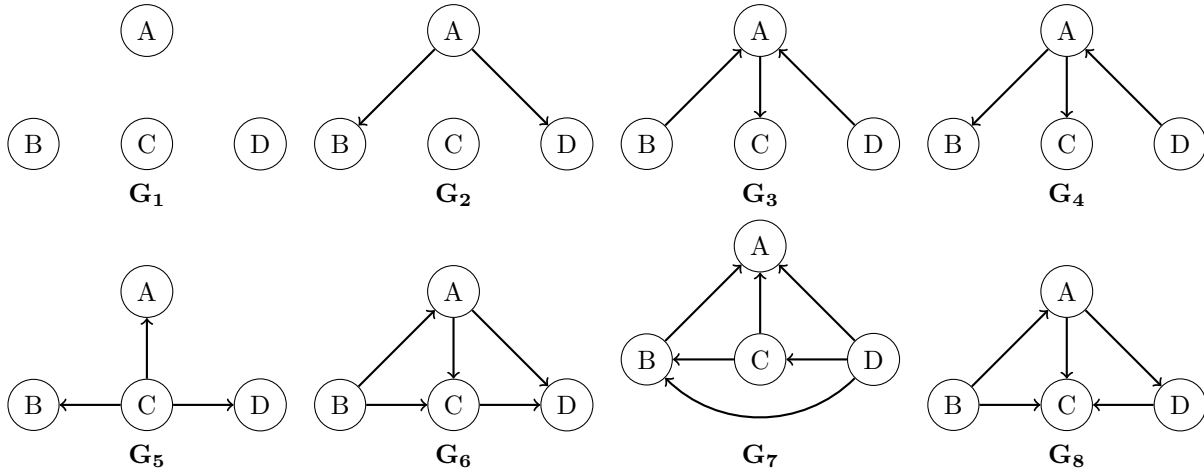 A A A A
B C D B C D B C D B C D
G₁ G₂ G₃ G₄
A
A A A
B C D
B C D B C D B C D
G₅ G₆ G₇ G₈